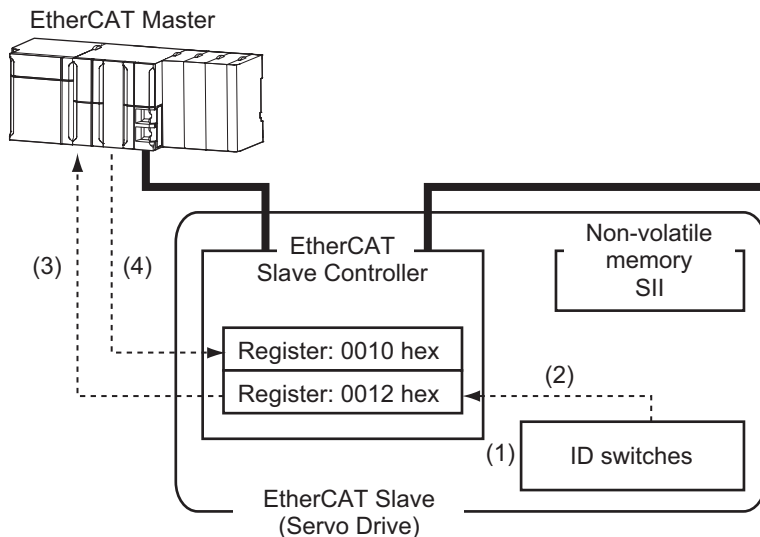 EtherCAT Master
(3)
(4)
EtherCAT
Slave Controller
Non-volatile
memory
SII
Register: 0010 hex
Register: 0012 hex
(2)
(1)
ID switches
EtherCAT Slave
(Servo Drive)